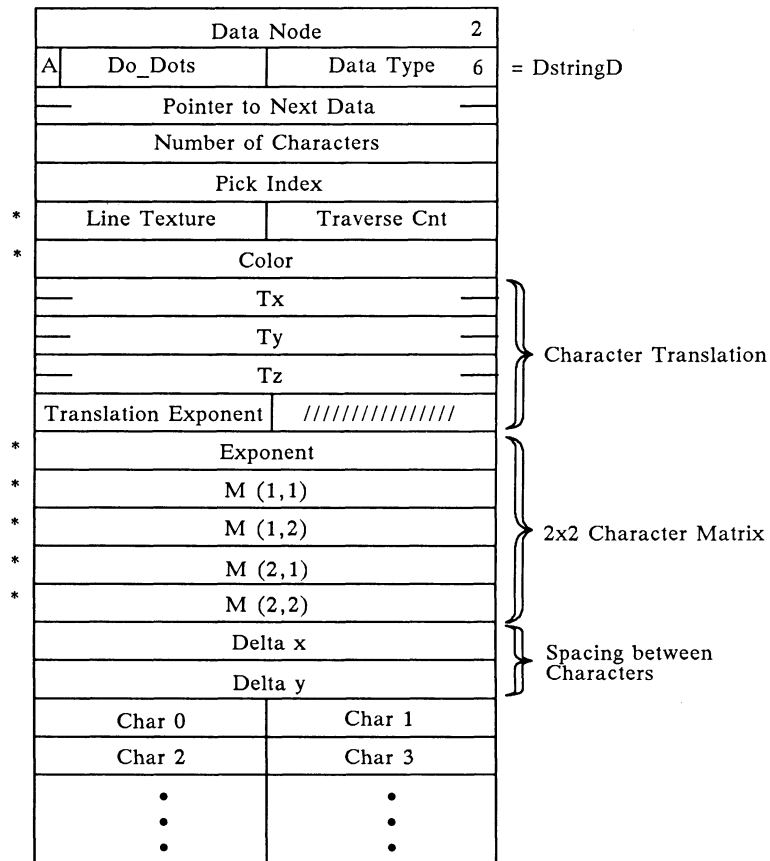 Data Node 2
A Do_Dots Data Type 6 = DstringD
Pointer to Next Data
Number of Characters
Pick Index
* Line Texture Traverse Cnt
* Color
Tx
Ty
Character Translation
Tz
Translation Exponent ////////////////
* Exponent
* M (1,1)
* M (1,2)
2x2 Character Matrix
* M (2,1)
* M (2,2)
Delta x
Spacing between
Characters
Delta y
Char 0 Char 1
Char 2 Char 3